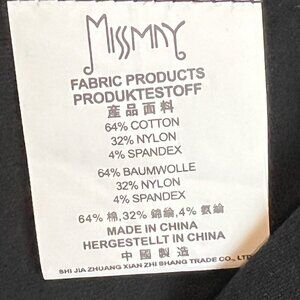 MISSMAY
FABRIC PRODUCTS
PRODUKTESTOFF
產品面料
64% COTTON
32% NYLON
4% SPANDEX
64% BAUMWOLLE
32% NYLON
4% SPANDEX
64% 棉,32% 錦綸,4% 氨綸
MADE IN CHINA
HERGESTELLT IN CHINA
中國製造
SHI JIA ZHUANG XIAN ZHI SHANG TRADE CO., LTD